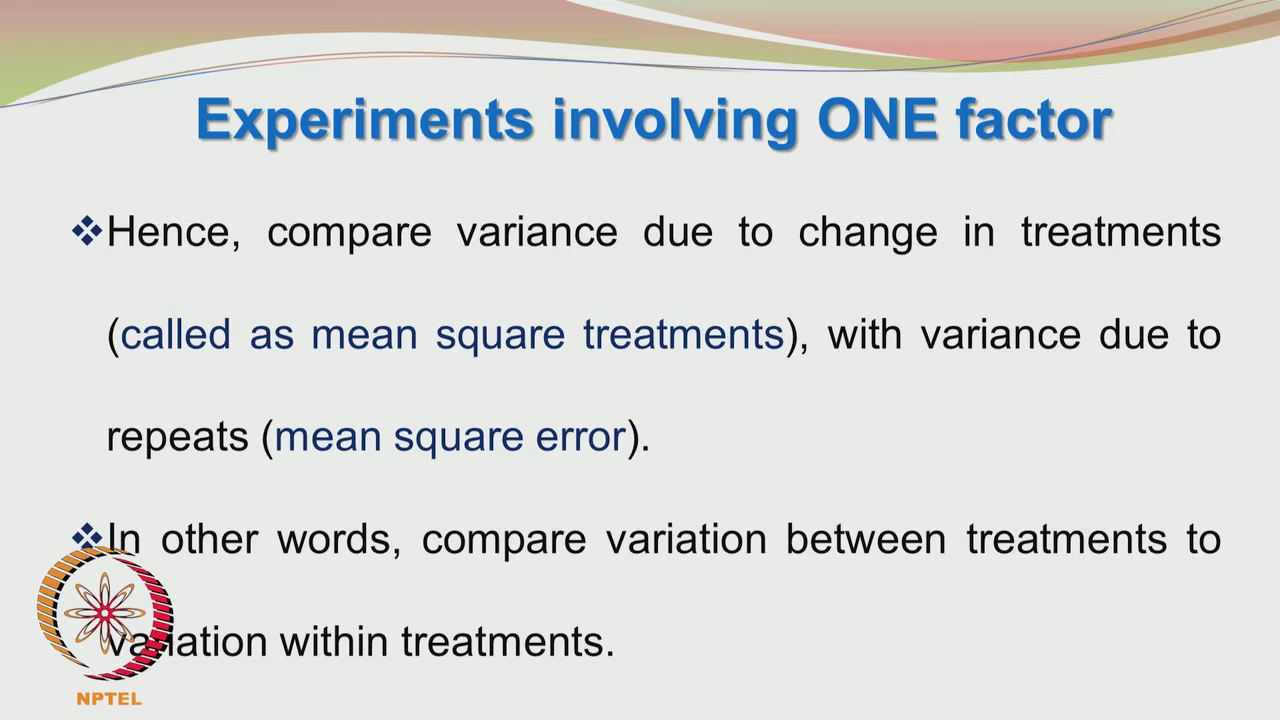 Experiments involving ONE factor
❖Hence, compare variance due to change in treatments
(called as mean square treatments), with variance due to
repeats (mean square error).
❖In other words, compare variation between treatments to
variation within treatments.
NPTEL